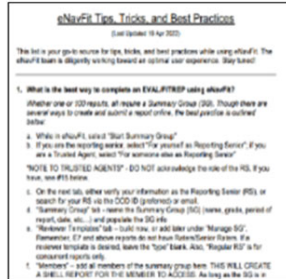 eNavFit Tips, Tricks, and Best Practices
(Last Updated 19 Apr 2022)
This list is your go-to source for tips, tricks, and best practices while using eNavFit. The
eNavFit team is diligently working toward an optimal user experience. Stay tuned!
1. What is the best way to complete an EVAL/FITREP using eNavFit?
Whether one or 100 reports, all require a Summary Group (SG). Though there are
several ways to create and submit a report online, the best practice is outlined
below:
a. While in eNavFit, select "Start Summary Group"
b. If you are the reporting senior, select "For yourself as Reporting Senior"; if you
are a Trusted Agent, select "For someone else as Reporting Senior"
*NOTE TO TRUSTED AGENTS* - DO NOT acknowledge the role of the RS. If you
have, see #15 below.
c. On the next tab, either verify your information as the Reporting Senior (RS), or
search for your RS via the DOD ID (preferred) or email.
d. "Summary Group" tab - name the Summary Group (SG) (name, grade, period of
report, date, etc...) and populate the SG info
e. "Reviewer Templates" tab - build now, or add later under "Manage SG".
Remember, E7 and above reports do not have Raters/Senior Raters. If a
reviewer template is desired, leave the "type" blank. Also, "Regular RS" is for
concurrent reports only.
f. "Members" - add all members of the summary group here. THIS WILL CREATE
A SHELL REPORT FOR THE MEMBER TO ACCESS. As long as the SG is in